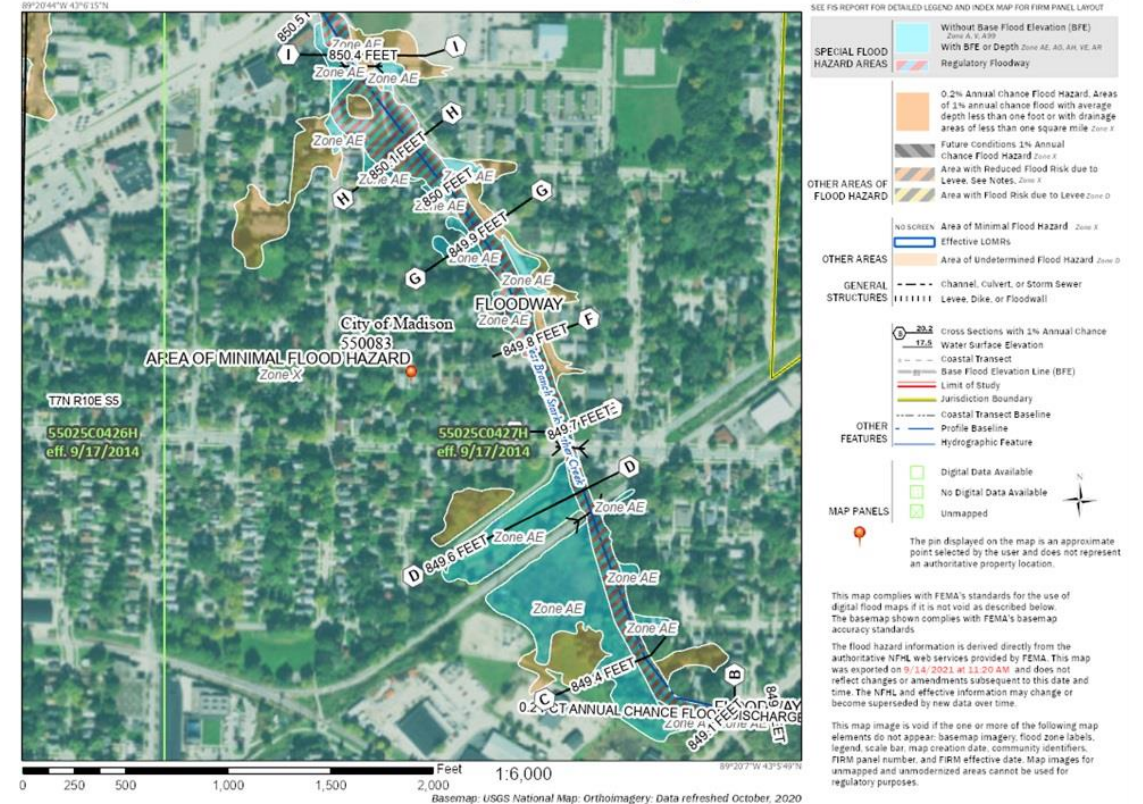 89°20'44"W 43°6'15"N
850.5 F
I
850.4 FEET
I
Zone AE
Zone AE
Zone AE
H
Zone AE
850.1 FEET
H
Zone AE
850 FEET
Zone AE
Zone AE
G
849.9 FEET
Zone AE
G
Zone AE
FLOODWAY
Zone AE
City of Madison
550083
F
849.8 FEET
AREA OF MINIMAL FLOOD HAZARD
Zone X
T7N R10E S5
55025C0426H
eff. 9/17/2014
55025C0427H
eff. 9/17/2014
849.7 FEET
D
Zone AE
Zone AE
849.6 FEET
D
Zone AE
Zone AE
Zone AE
849.4 FEET
C
B
849.1 FEET
Zone AE
Feet
1:6,000
89°20'7"W 43°5'49"N
0 250 500 1,000 1,500 2,000
Basemap: USGS National Map: Orthoimagery: Data refreshed October, 2020
SEE FIS REPORT FOR DETAILED LEGEND AND INDEX MAP FOR FIRM PANEL LAYOUT
SPECIAL FLOOD
HAZARD AREAS
Without Base Flood Elevation (BFE)
Zone A, V, A99
With BFE or Depth Zone AE, AO, AH, VE, AR
Regulatory Floodway
OTHER AREAS OF
FLOOD HAZARD
0.2% Annual Chance Flood Hazard, Areas
of 1% annual chance flood with average
depth less than one foot or with drainage
areas of less than one square mile Zone X
Future Conditions 1% Annual
Chance Flood Hazard Zone X
Area with Reduced Flood Risk due to
Levee. See Notes. Zone X
Area with Flood Risk due to Levee Zone D
OTHER AREAS
NO SCREEN Area of Minimal Flood Hazard Zone X
Effective LOMRs
Area of Undetermined Flood Hazard Zone D
GENERAL
STRUCTURES
Channel, Culvert, or Storm Sewer
Levee, Dike, or Floodwall
B 20.2 Cross Sections with 1% Annual Chance
17.5 Water Surface Elevation
Coastal Transect
Base Flood Elevation Line (BFE)
Limit of Study
Jurisdiction Boundary
Coastal Transect Baseline
OTHER
FEATURES
Profile Baseline
Hydrographic Feature
MAP PANELS
Digital Data Available
No Digital Data Available
Unmapped
N
The pin displayed on the map is an approximate
point selected by the user and does not represent
an authoritative property location.
This map complies with FEMA's standards for the use of
digital flood maps if it is not void as described below.
The basemap shown complies with FEMA's basemap
accuracy standards
The flood hazard information is derived directly from the
authoritative NFHL web services provided by FEMA. This map
was exported on 9/14/2021 at 11:20 AM and does not
reflect changes or amendments subsequent to this date and
time. The NFHL and effective information may change or
become superseded by new data over time.
This map image is void if the one or more of the following map
elements do not appear: basemap imagery, flood zone labels,
legend, scale bar, map creation date, community identifiers,
FIRM panel number, and FIRM effective date. Map images for
unmapped and unmodernized areas cannot be used for
regulatory purposes.